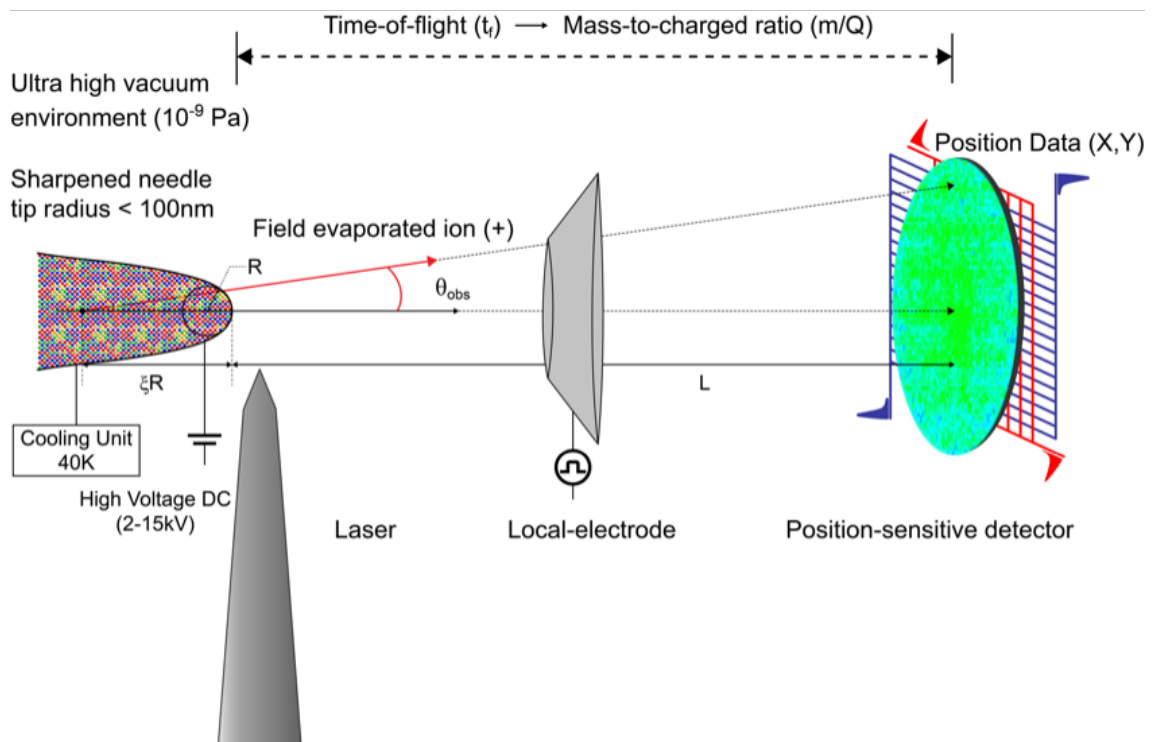 Time-of-flight (tf) → Mass-to-charged ratio (m/Q)
Ultra high vacuum
environment (10⁻⁹ Pa)
Position Data (X,Y)
Sharpened needle
tip radius < 100nm
Field evaporated ion (+)
R
θobs
ξR
L
Cooling Unit
40K
High Voltage DC
(2-15kV)
Laser
Local-electrode
Position-sensitive detector